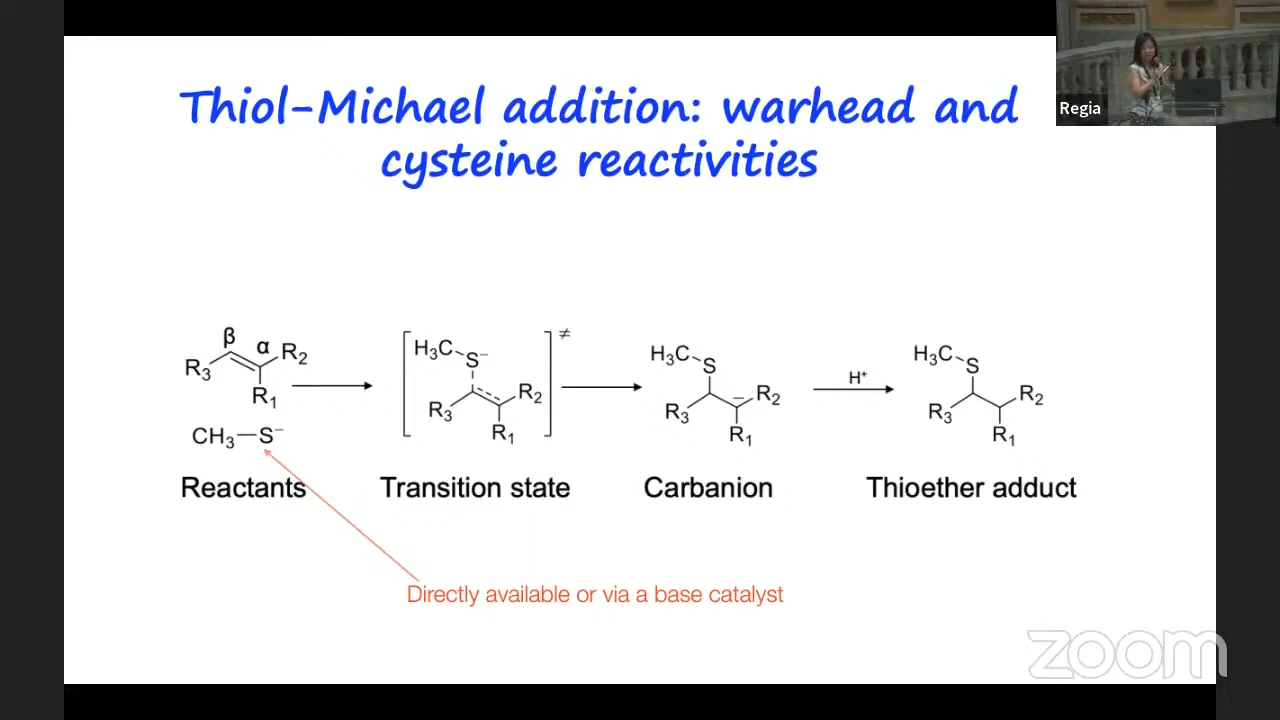 Thiol-Michael addition: warhead and
cysteine reactivities
Regia
β
α
R₃
R₂
R₁
CH₃—S⁻
Reactants
H₃C
S⁻
R₃
R₂
R₁
≠
Transition state
H₃C
S
R₃
–
R₂
R₁
Carbanion
H⁺
H₃C
S
R₃
R₂
R₁
Thioether adduct
Directly available or via a base catalyst
zoom